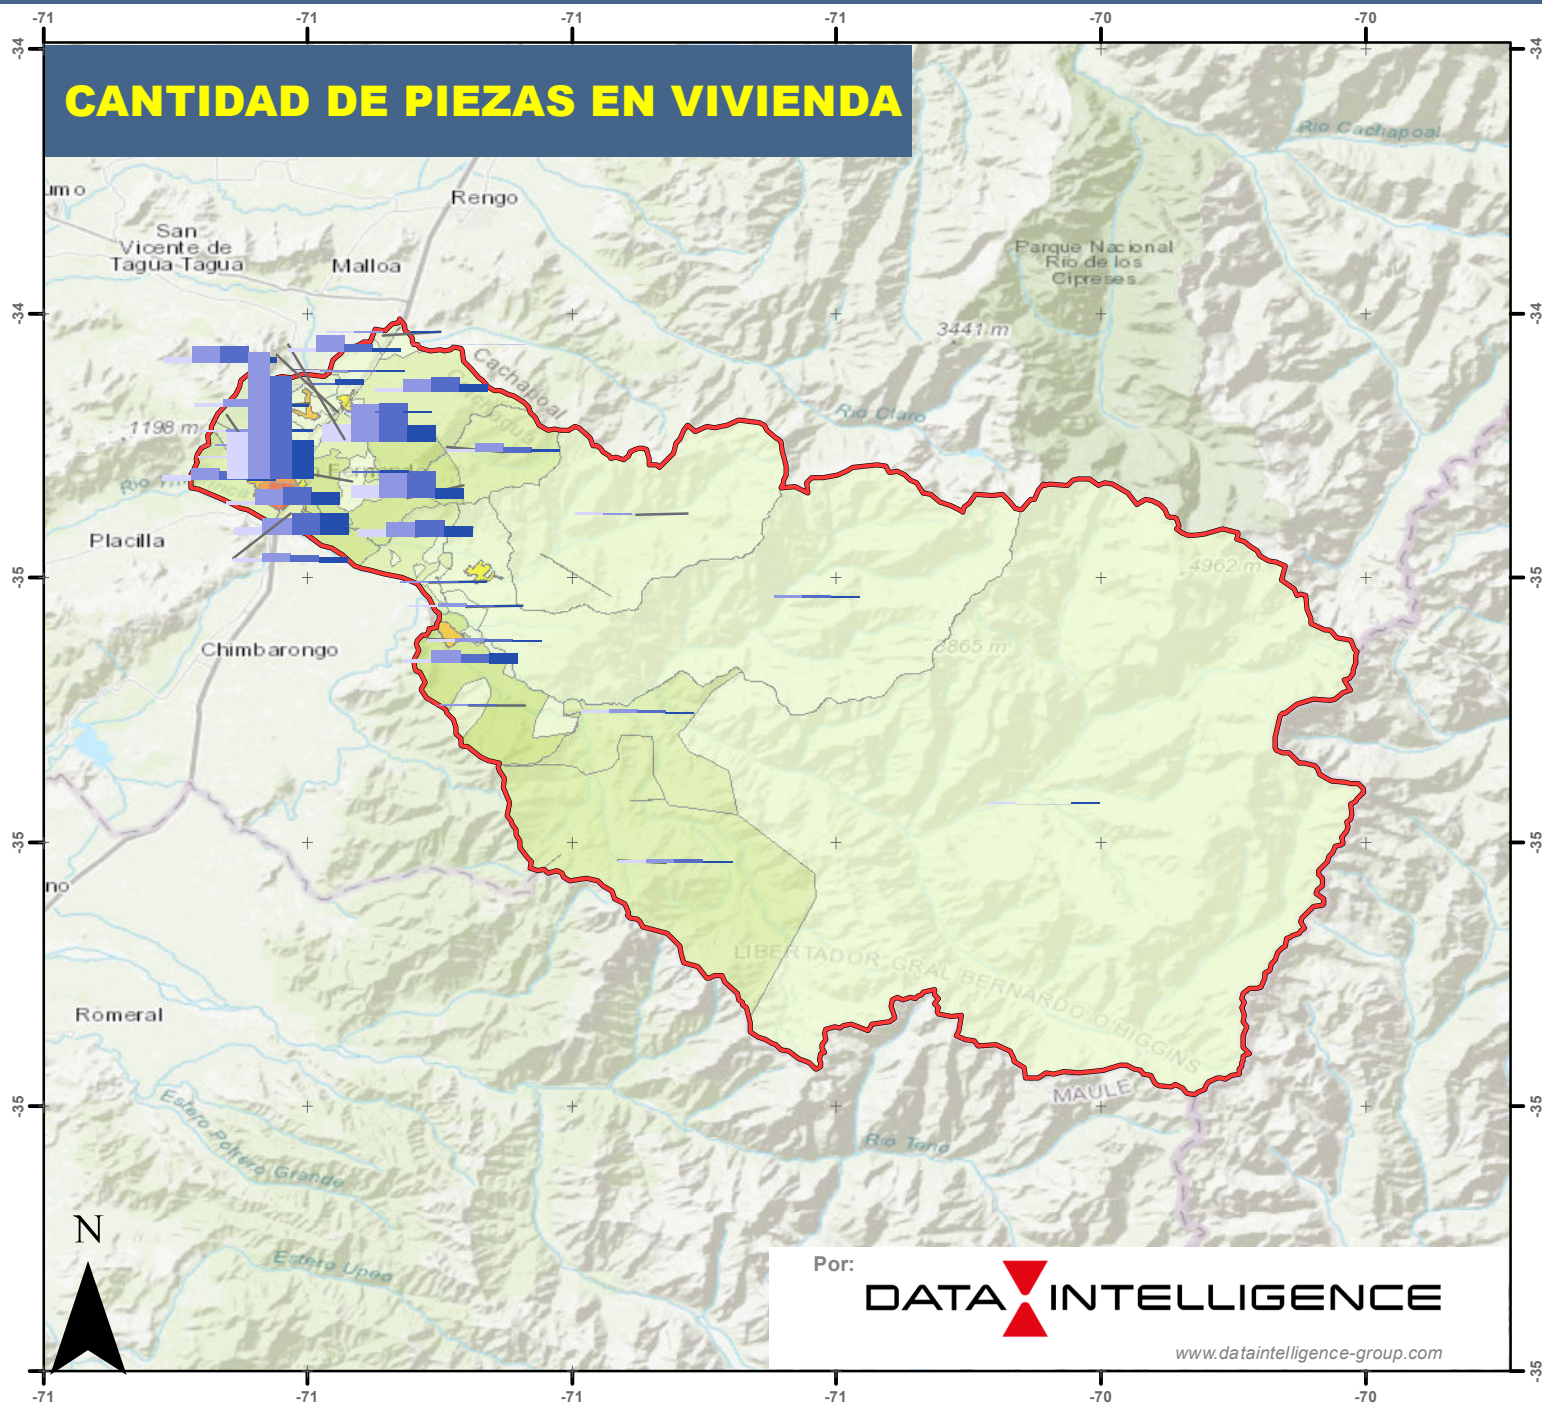 -71
-71
-71
-71
-70
-70
-34
-34
CANTIDAD DE PIEZAS EN VIVIENDA
Rio Cachapoal
umo
Rengo
San
Vicente de
Tagua Tagua
Malloa
Parque Nacional
Rio de los
Cipreses
-34
-34
3441 m
Cachapoal
Rio Claro
1198 m
Placilla
-35
-35
4962 m
3865 m
Chimbarongo
-35
-35
no
LIBERTADOR GRAL BERNARDO O'HIGGINS
Romeral
MAULE
-35
-35
Estero Potrero Grande
Rio Teno
N
Estero Upeo
Por:
DATA INTELLIGENCE
www.dataintelligence-group.com
-35
-71
-71
-71
-71
-70
-70